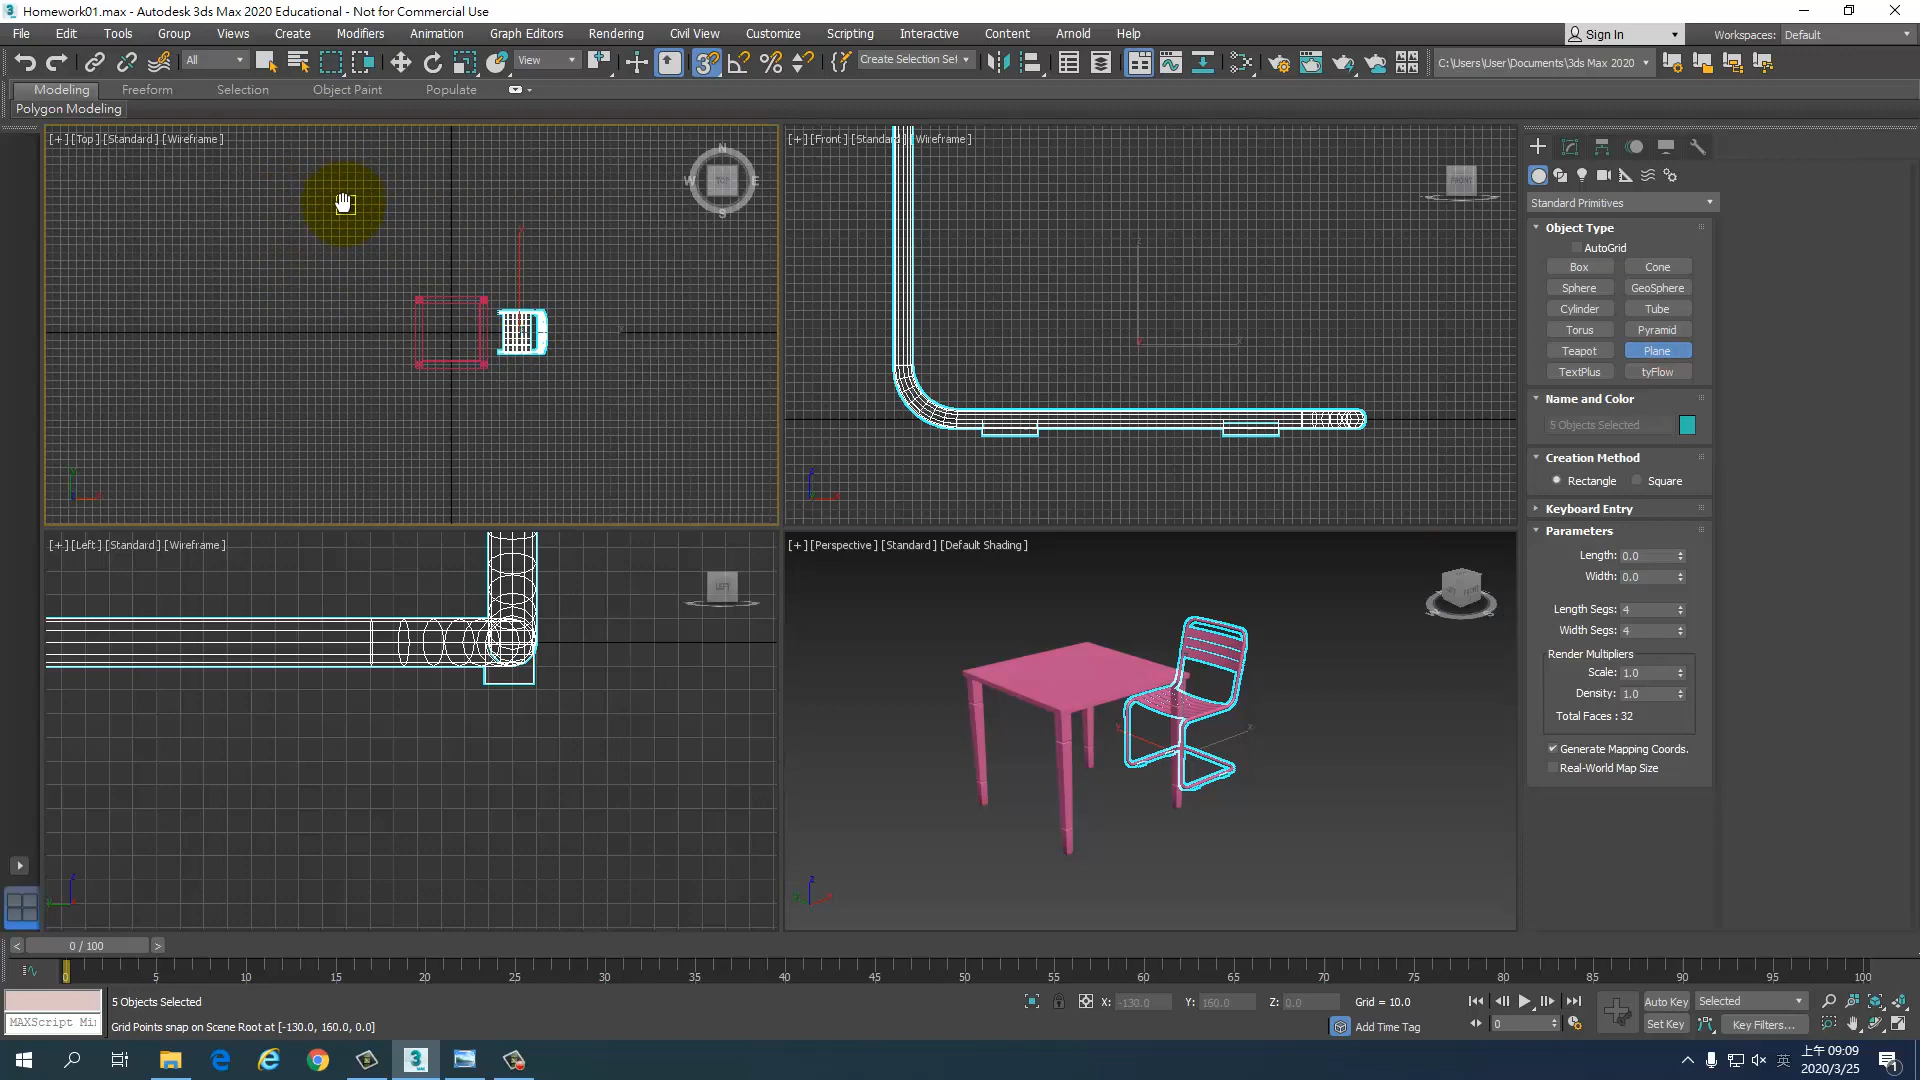 Homework01.max - Autodesk 3ds Max 2020 Educational - Not for Commercial Use
File Edit Tools Group Views Create Modifiers Animation Graph Editors Rendering Civil View Customize Scripting Interactive Content Arnold Help
Sign In
Workspaces: Default
All
View
Create Selection Set
C:\Users\User\Documents\3ds Max 2020
Modeling Freeform Selection Object Paint Populate
Polygon Modeling
[+] [Top] [Standard] [Wireframe]
[+] [Front] [Standard] [Wireframe]
N
W TOP E
S
FRONT
Standard Primitives
Object Type
AutoGrid
Box Cone
Sphere GeoSphere
Cylinder Tube
Torus Pyramid
Teapot Plane
TextPlus tyFlow
Name and Color
5 Objects Selected
Creation Method
Rectangle Square
Keyboard Entry
Parameters
Length: 0.0
Width: 0.0
Length Segs: 4
Width Segs: 4
Render Multipliers
Scale: 1.0
Density: 1.0
Total Faces : 32
Generate Mapping Coords.
Real-World Map Size
[+] [Left] [Standard] [Wireframe]
[+] [Perspective] [Standard] [Default Shading]
LEFT
0 / 100
0 5 10 15 20 25 30 35 40 45 50 55 60 65 70 75 80 85 90 95 100
5 Objects Selected
X: -130.0 Y: 160.0 Z: 0.0 Grid = 10.0
Auto Key Selected
MAXScript Mi
Grid Points snap on Scene Root at [-130.0, 160.0, 0.0]
Add Time Tag
0
Set Key Key Filters...
英
上午 09:09
2020/3/25
1